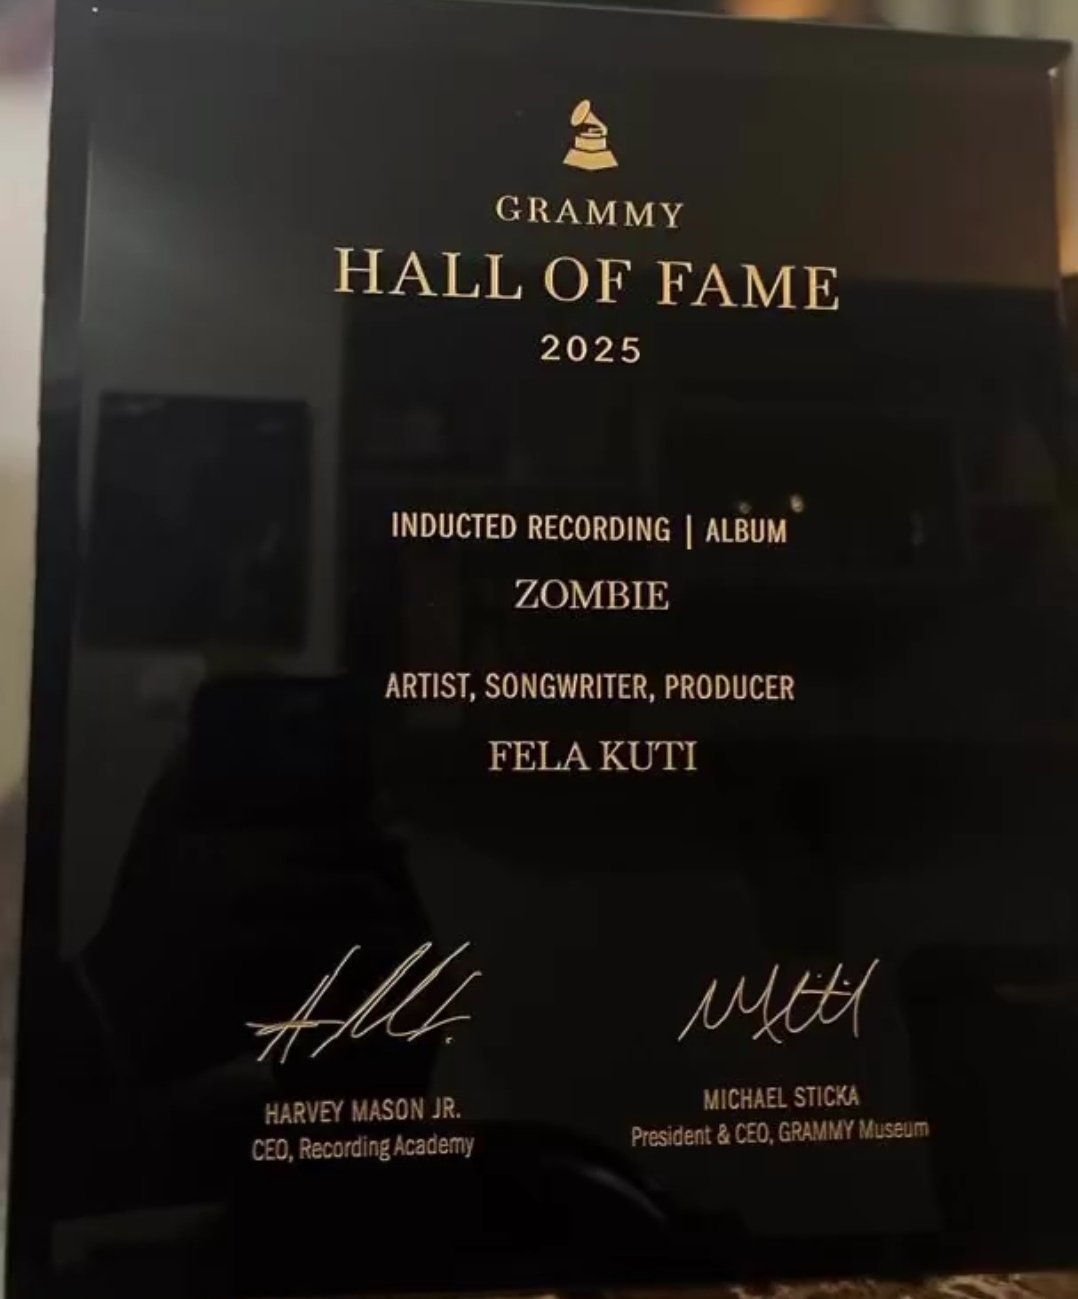 GRAMMY
HALL OF FAME
2025
INDUCTED RECORDING | ALBUM
ZOMBIE
ARTIST, SONGWRITER, PRODUCER
FELA KUTI
HARVEY MASON JR.
CEO, Recording Academy
MICHAEL STICKA
President & CEO, GRAMMY Museum